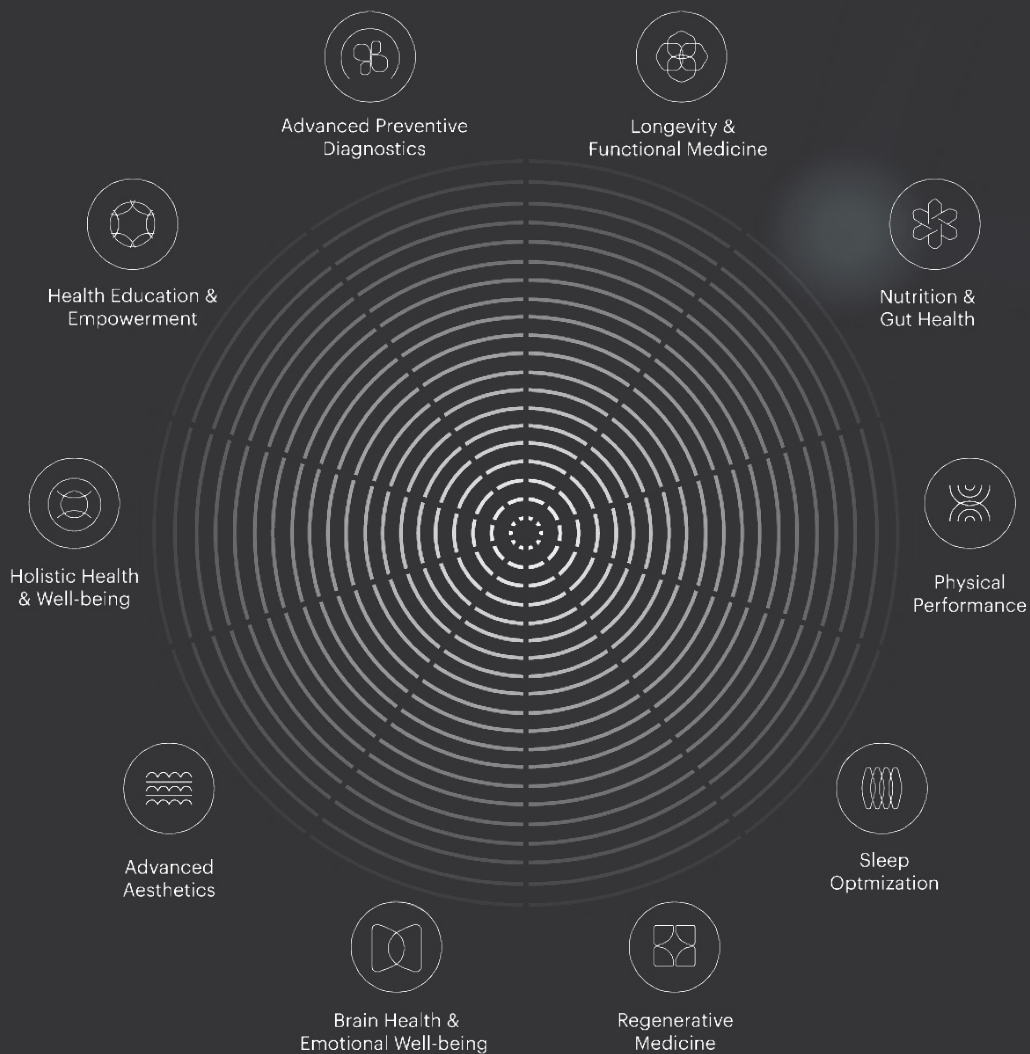 Advanced Preventive
Diagnostics
Longevity &
Functional Medicine
Health Education &
Empowerment
Nutrition &
Gut Health
Holistic Health
& Well-being
Physical
Performance
Advanced
Aesthetics
Sleep
Optmization
Brain Health &
Emotional Well-being
Regenerative
Medicine